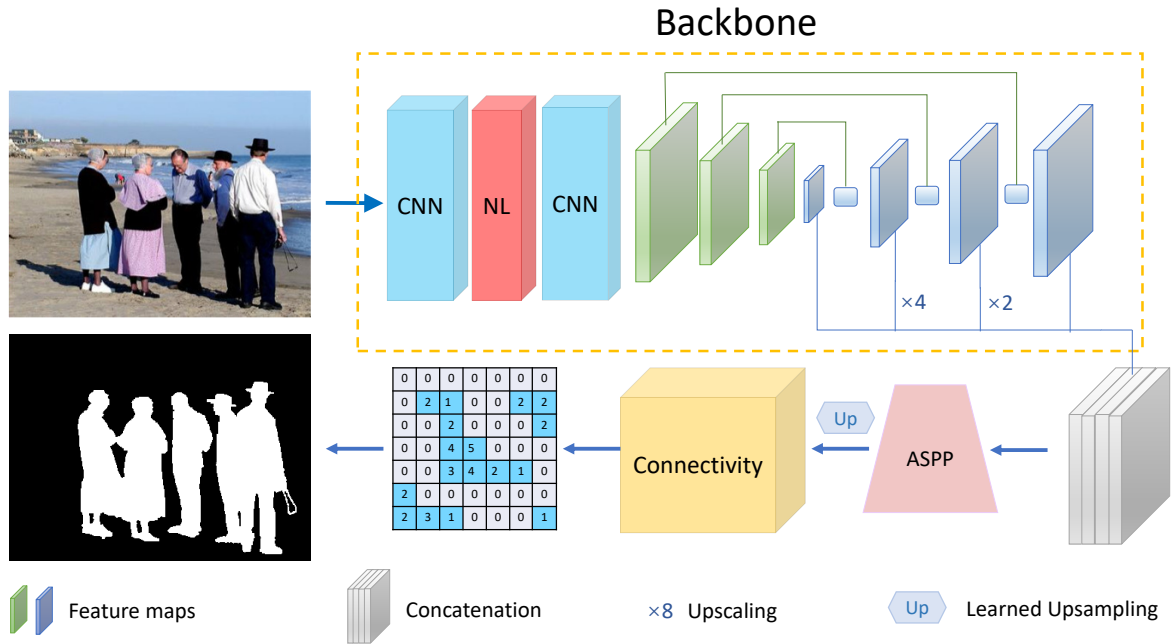 Backbone
CNN
NL
CNN
×4
×2
0 0 0 0 0 0 0
0 2 1 0 0 2 2
0 0 2 0 0 0 2
0 0 4 5 0 0 0
0 0 3 4 2 1 0
2 0 0 0 0 0 0
2 3 1 0 0 0 1
Connectivity
Up
ASPP
Feature maps
Concatenation
×8 Upscaling
Up Learned Upsampling